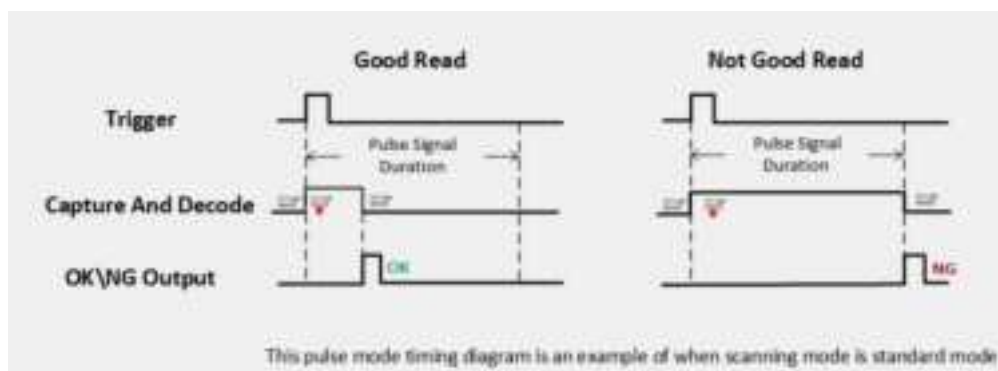 Good Read
Not Good Read
Trigger
Pulse Signal
Duration
Pulse Signal
Duration
Capture And Decode
OK\NG Output
OK
NG
This pulse mode timing diagram is an example of when scanning mode is standard mode